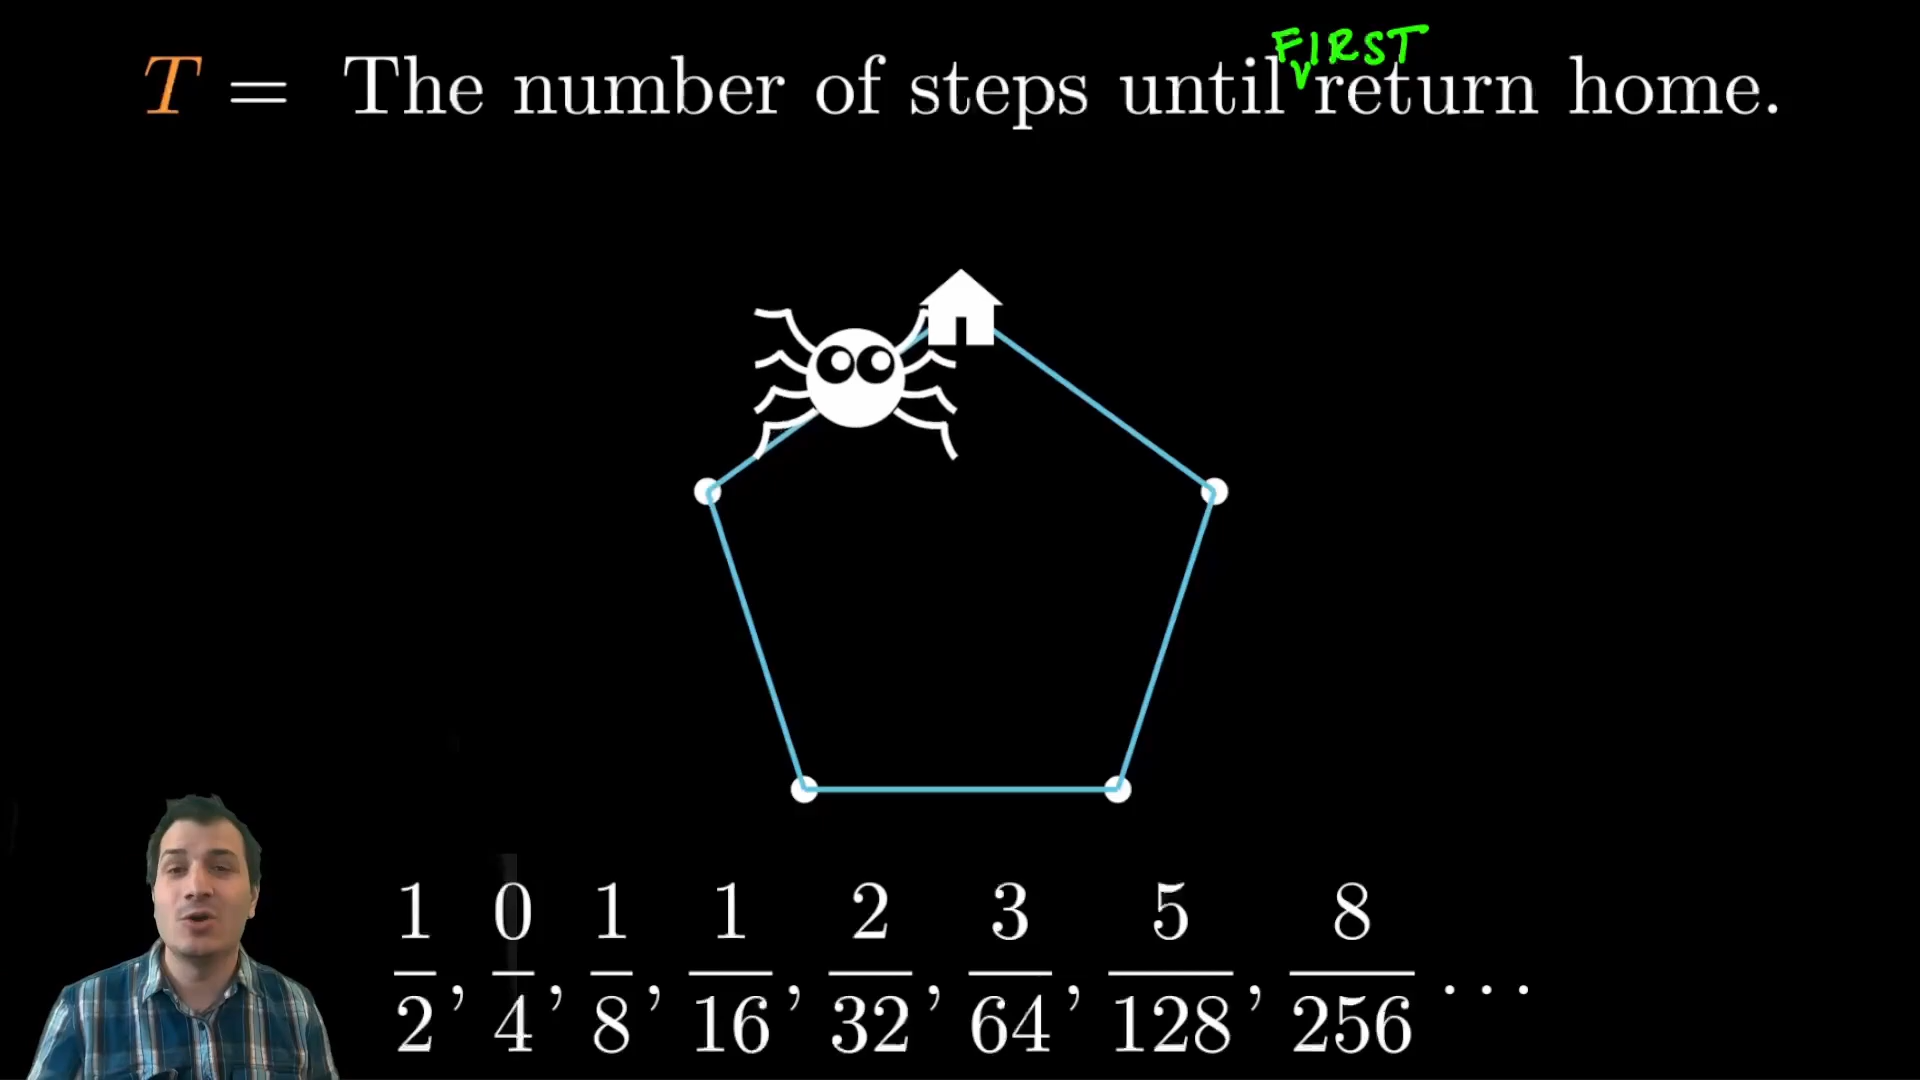 T = The number of steps until FIRST return home.
1/2, 0/4, 1/8, 1/16, 2/32, 3/64, 5/128, 8/256 ...